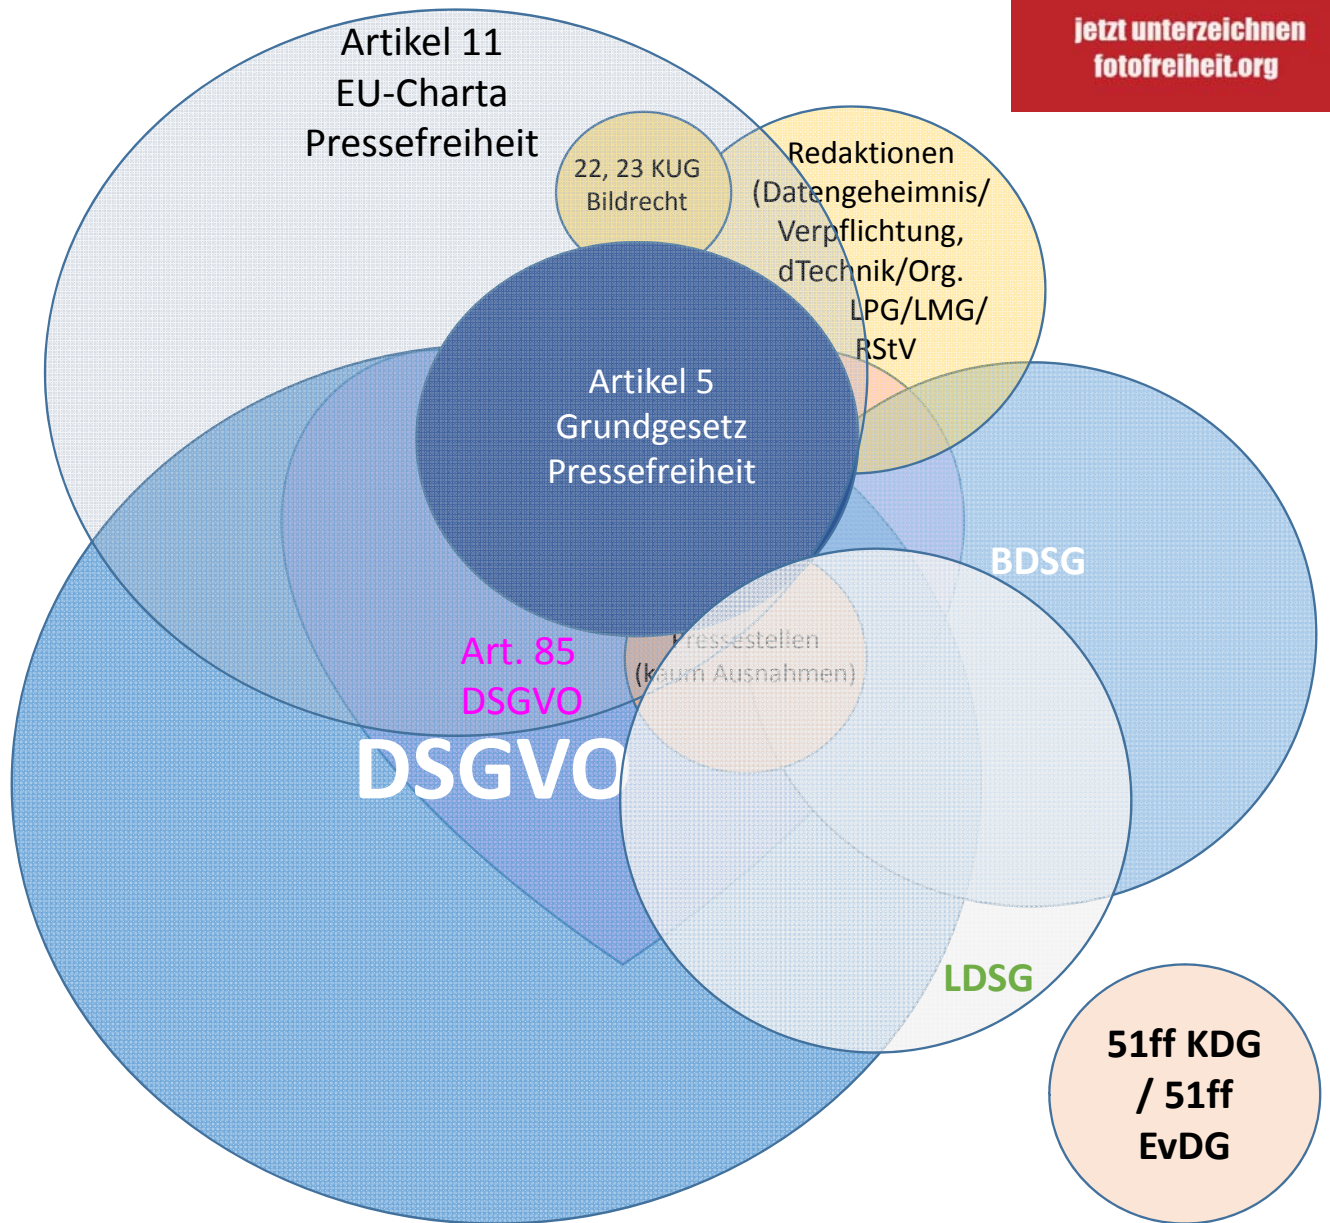 jetzt unterzeichnen
fotofreiheit.org
Artikel 11
EU-Charta
Pressefreiheit
22, 23 KUG
Bildrecht
Redaktionen
(Datengeheimnis/
Verpflichtung,
dTechnik/Org.
LPG/LMG/
RStV
Artikel 5
Grundgesetz
Pressefreiheit
BDSG
Pressestellen
(kaum Ausnahmen)
Art. 85
DSGVO
DSGVO
LDSG
51ff KDG
/ 51ff
EvDG